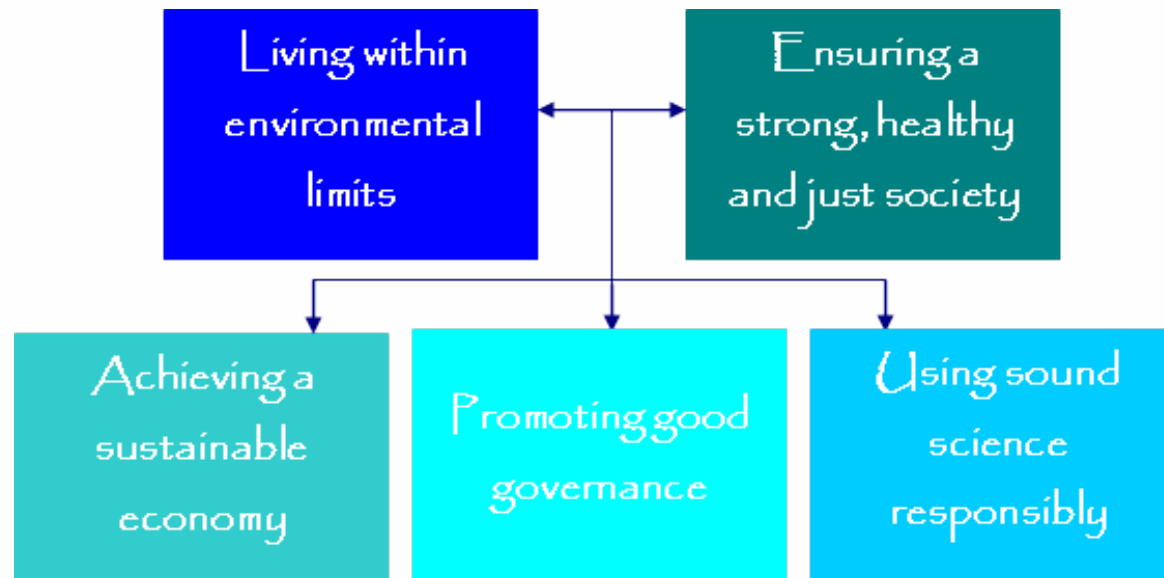 Living within
environmental
limits
Ensuring a
strong, healthy
and just society
Achieving a
sustainable
economy
Promoting good
governance
Using sound
science
responsibly